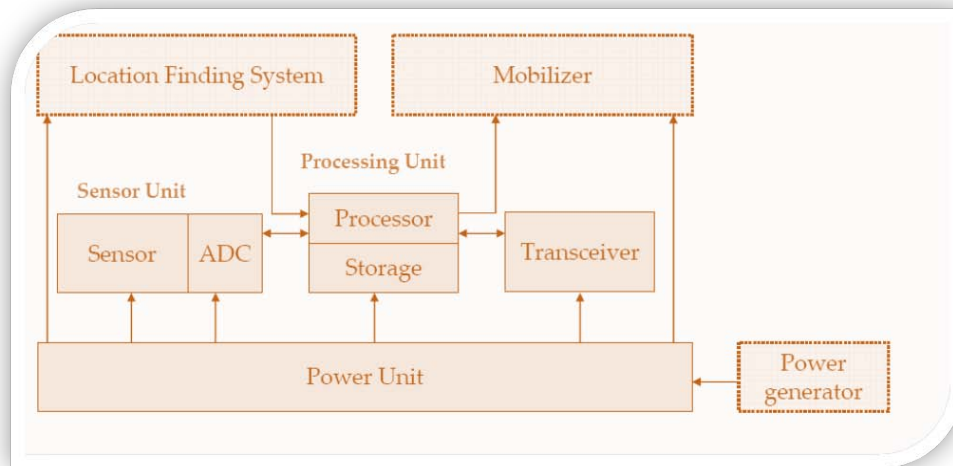 Location Finding System
Mobilizer
Processing Unit
Sensor Unit
Processor
Sensor
ADC
Storage
Transceiver
Power Unit
Power
generator